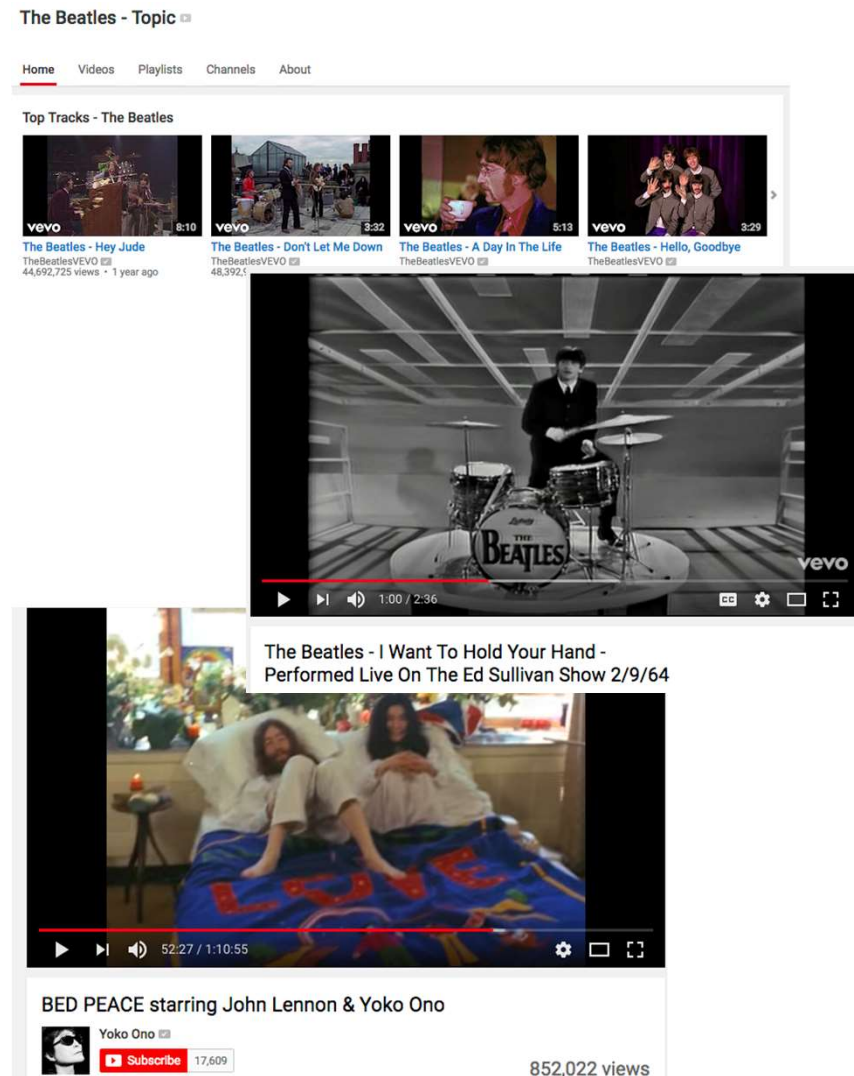 The Beatles - Topic
Home Videos Playlists Channels About
Top Tracks - The Beatles
vevo 8:10 vevo 3:32 vevo 5:13 vevo 3:29
The Beatles - Hey Jude The Beatles - Don't Let Me Down The Beatles - A Day In The Life The Beatles - Hello, Goodbye
TheBeatlesVEVO TheBeatlesVEVO TheBeatlesVEVO TheBeatlesVEVO
44,692,725 views • 1 year ago 48,392,9
Ludwig
THE
BEATLES
vevo
1:00 / 2:36 CC
The Beatles - I Want To Hold Your Hand -
Performed Live On The Ed Sullivan Show 2/9/64
LOVE
52:27 / 1:10:55
BED PEACE starring John Lennon & Yoko Ono
Yoko Ono
Subscribe 17,609
852,022 views